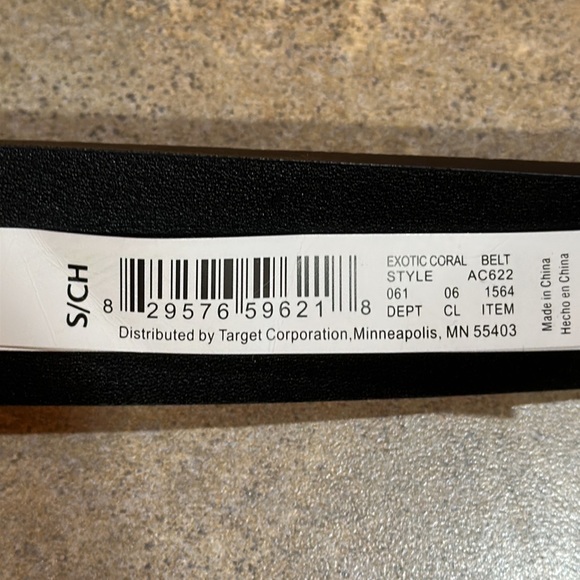 S/CH
8 29576 59621 8
EXOTIC CORAL BELT
STYLE AC622
061 06 1564
DEPT CL ITEM
Distributed by Target Corporation,Minneapolis, MN 55403
Made in China
Hecho en China